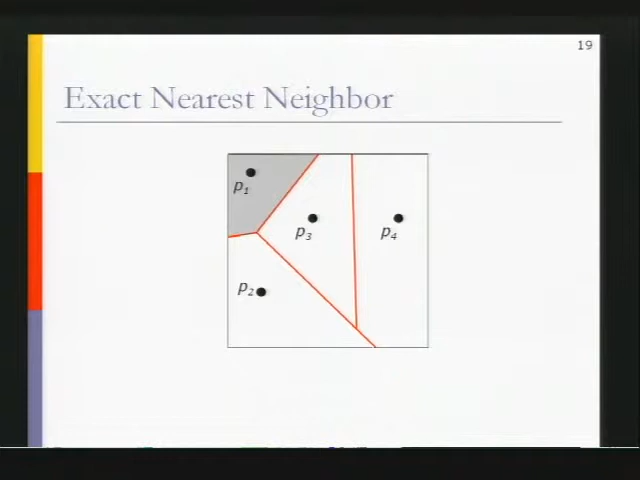 19
Exact Nearest Neighbor
p₁
p₃
p₄
p₂